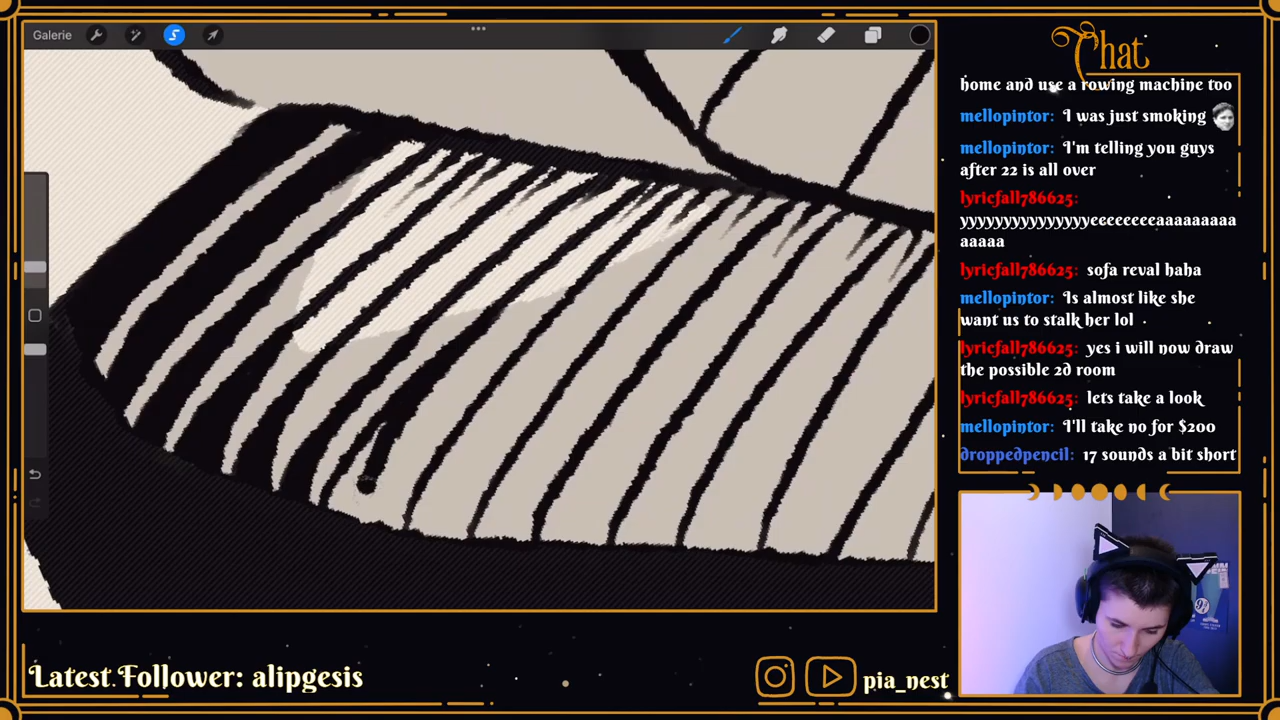 Galerie
Chat
home and use a rowing machine too
mellopintor: I was just smoking
mellopintor: I'm telling you guys
after 22 is all over
lyricfall786625:
yyyyyyyyyyyyyyyeeeeeeeeaaaaaaaaa
aaaaa
lyricfall786625: sofa reval haha
mellopintor: Is almost like she
want us to stalk her lol
lyricfall786625: yes i will now draw
the possible 2d room
lyricfall786625: lets take a look
mellopintor: I'll take no for $200
droppedpencil: 17 sounds a bit short
Latest Follower: alipgesis
pia_nest